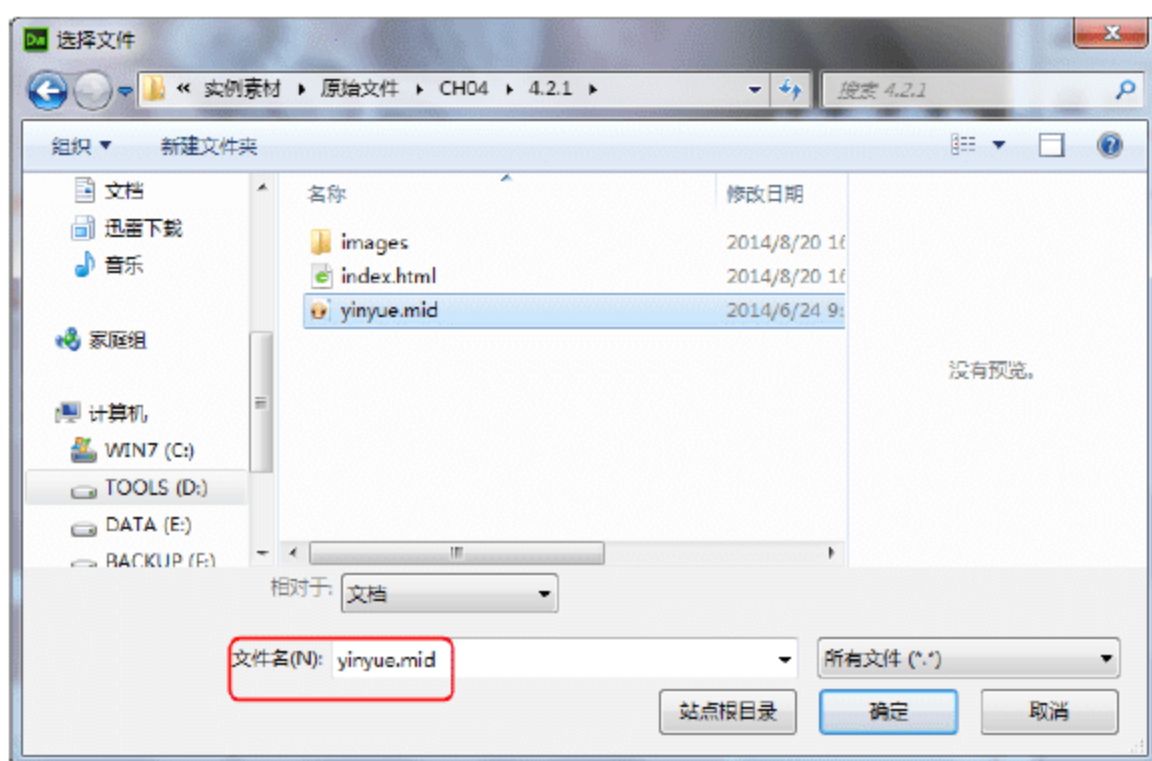 Dw 选择文件
« 实例素材 ▸ 原始文件 ▸ CH04 ▸ 4.2.1 ▸ 搜索 4.2.1
组织 ▼ 新建文件夹
文档
迅雷下载
音乐
家庭组
计算机
WIN7 (C:)
TOOLS (D:)
DATA (E:)
BACKUP (F:)
名称 修改日期
images 2014/8/20 16
index.html 2014/8/20 16
yinyue.mid 2014/6/24 9:
没有预览。
相对于: 文档
文件名(N): yinyue.mid 所有文件 (*.*)
站点根目录 确定 取消